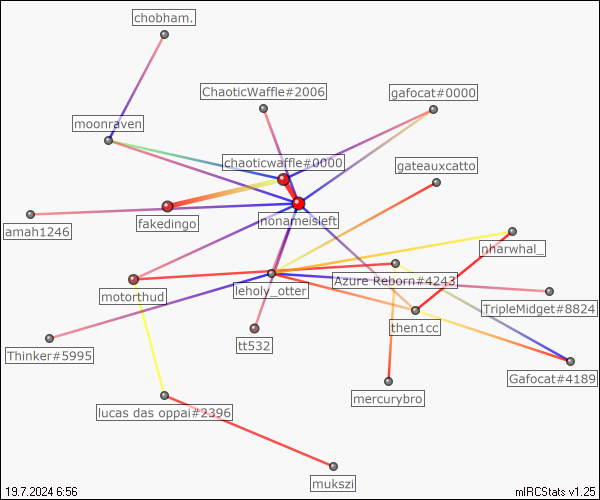 chobham.
ChaoticWaffle#2006
gafocat#0000
moonraven
chaoticwaffle#0000
gateauxcatto
fakedingo
nonameisleft
amah1246
nharwhal_
Azure Reborn#4243
leholy_otter
motorthud
TripleMidget#8824
then1cc
tt532
Thinker#5995
Gafocat#4189
mercurybro
lucas das oppai#2396
mukszi
19.7.2024 6:56
mIRCStats v1.25